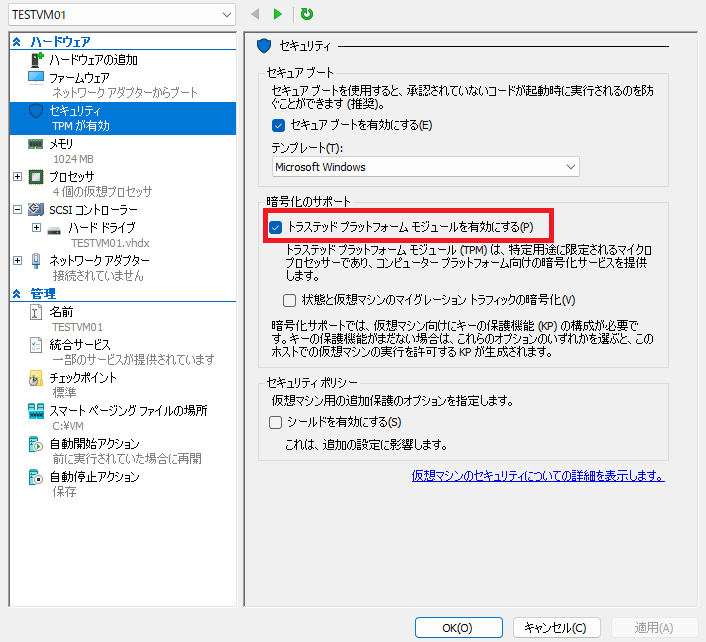 TESTVM01
ハードウェア
ハードウェアの追加
ファームウェア
ネットワーク アダプターからブート
セキュリティ
TPM が有効
メモリ
1024 MB
プロセッサ
4 個の仮想プロセッサ
SCSI コントローラー
ハード ドライブ
TESTVM01.vhdx
ネットワーク アダプター
接続されていません
管理
名前
TESTVM01
統合サービス
一部のサービスが提供されています
チェックポイント
標準
スマート ページング ファイルの場所
C:¥VM
自動開始アクション
前に実行されていた場合に再開
自動停止アクション
保存
セキュリティ
セキュア ブート
セキュア ブートを使用すると、承認されていないコードが起動時に実行されるのを防
ぐことができます (推奨)。
セキュア ブートを有効にする(E)
テンプレート(T):
Microsoft Windows
暗号化のサポート
トラステッド プラットフォーム モジュールを有効にする(P)
トラステッド プラットフォーム モジュール (TPM) は、特定用途に限定されるマイクロ
プロセッサーであり、コンピューター プラットフォーム向けの暗号化サービスを提供
します。
状態と仮想マシンのマイグレーション トラフィックの暗号化(V)
暗号化サポートでは、仮想マシン向けにキーの保護機能 (KP) の構成が必要で
す。キーの保護機能がまだない場合は、これらのオプションのいずれかを選ぶと、この
ホストでの仮想マシンの実行を許可する KP が生成されます。
セキュリティ ポリシー
仮想マシン用の追加保護のオプションを指定します。
シールドを有効にする(S)
これは、追加の設定に影響します。
仮想マシンのセキュリティについての詳細を表示します。
OK(O)
キャンセル(C)
適用(A)